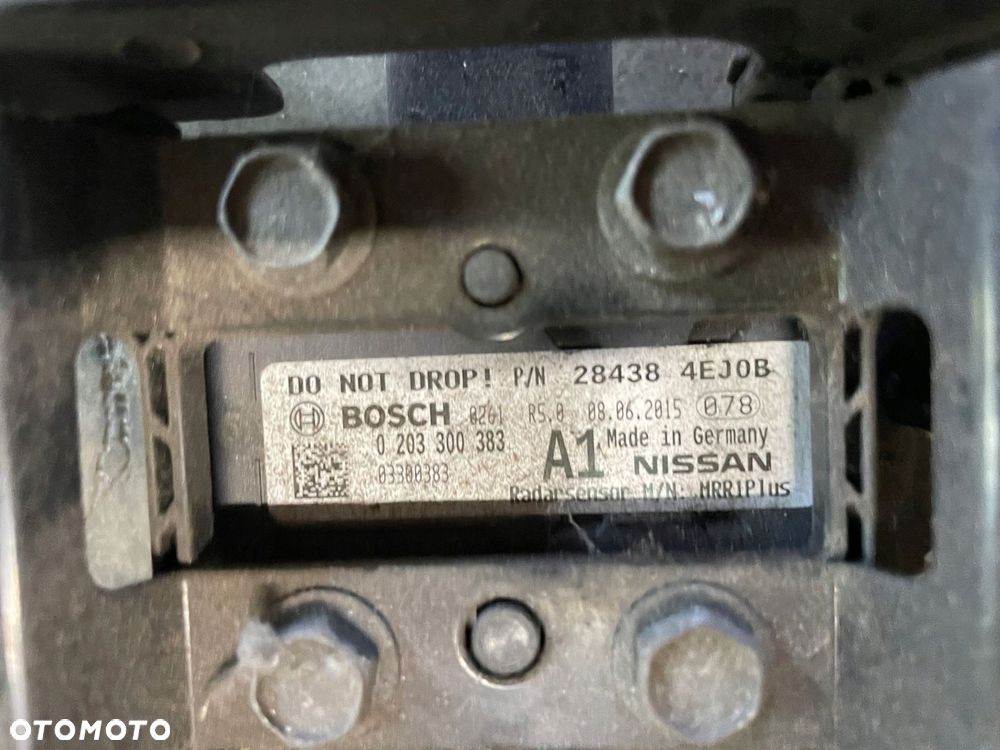 DO NOT DROP! P/N 28438 4EJ0B
BOSCH 0201 R5.0 08.06.2015 078
0 203 300 383 A1 Made in Germany
03300383 NISSAN
Radarsensor M/N: MRR1Plus
OTOMOTO